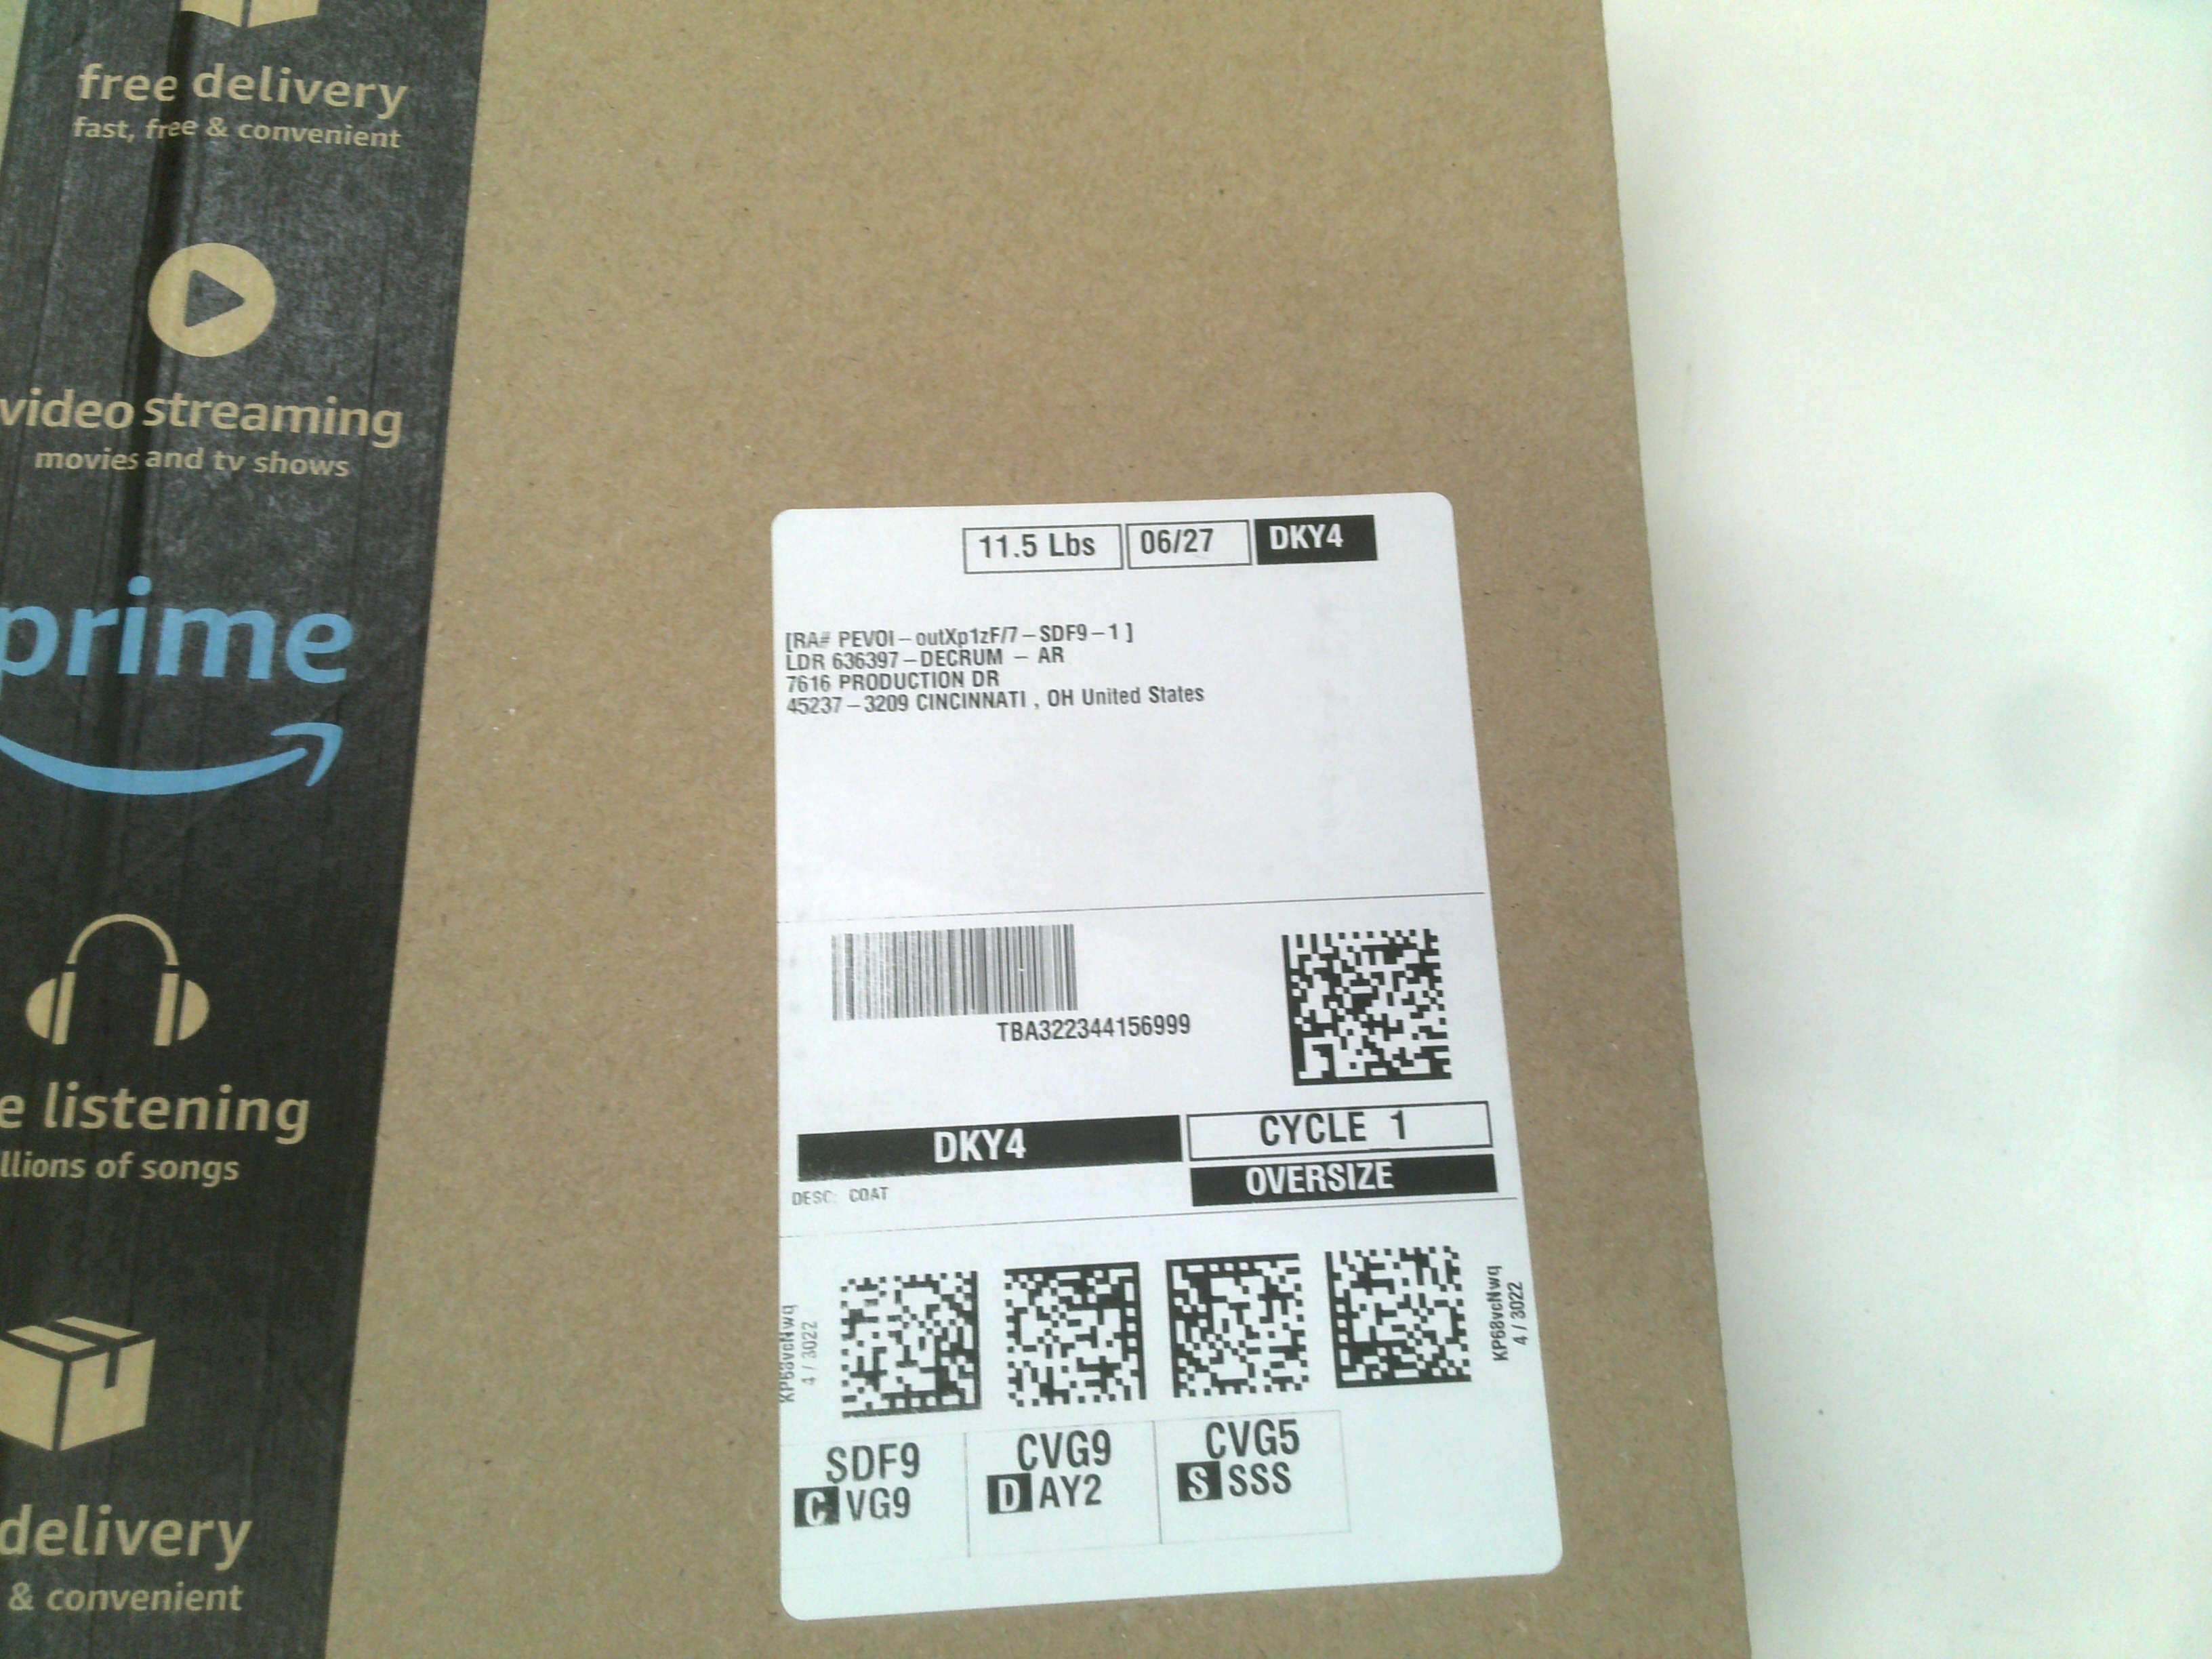 free delivery
fast, free & convenient
video streaming
movies and tv shows
prime
e listening
llions of songs
delivery
& convenient
11.5 Lbs 06/27 DKY4
[RA# PEVOI-outXp1zF/7-SDF9-1 ]
LDR 636397-DECRUM - AR
7616 PRODUCTION DR
45237-3209 CINCINNATI , OH United States
TBA322344156999
DKY4 CYCLE 1
OVERSIZE
DESC: COAT
KP68vcNwq
4 / 3022
KP68vcNwq
4 / 3022
SDF9 CVG9 CVG5
CVG9 DAY2 SSSS